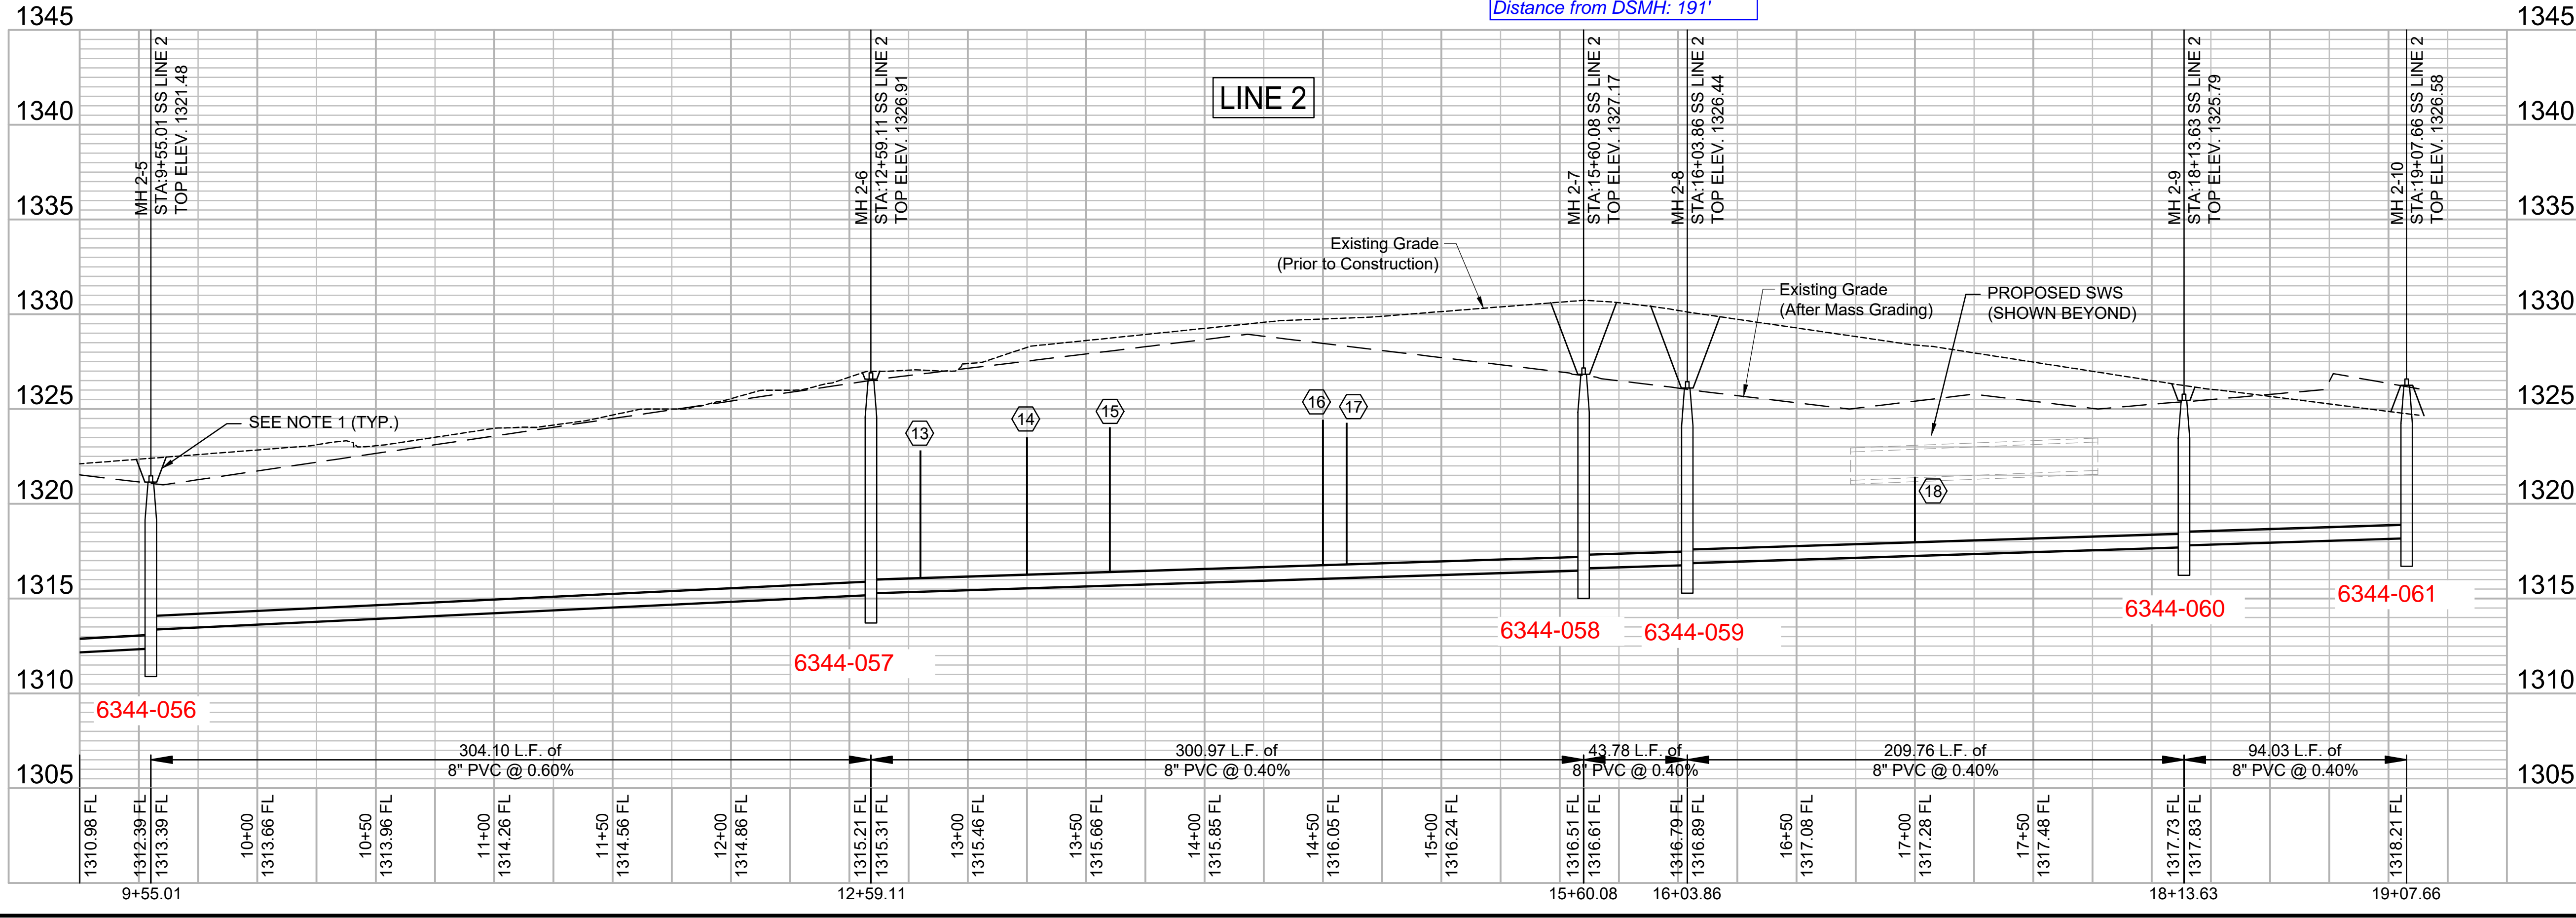 Distance from DSMH: 191'
1345
1345
MH 2-5
STA:9+55.01 SS LINE 2
TOP ELEV. 1321.48
MH 2-6
STA:12+59.11 SS LINE 2
TOP ELEV. 1326.91
LINE 2
MH 2-7
STA:15+60.08 SS LINE 2
TOP ELEV. 1327.17
MH 2-8
STA:16+03.86 SS LINE 2
TOP ELEV. 1326.44
MH 2-9
STA:18+13.63 SS LINE 2
TOP ELEV. 1325.79
MH 2-10
STA:19+07.66 SS LINE 2
TOP ELEV. 1326.58
1340
1340
1335
1335
Existing Grade
(Prior to Construction)
Existing Grade
(After Mass Grading)
PROPOSED SWS
(SHOWN BEYOND)
1330
1330
1325
1325
SEE NOTE 1 (TYP.)
13
14
15
16
17
18
1320
1320
1315
1315
6344-056
6344-057
6344-058
6344-059
6344-060
6344-061
1310
1310
304.10 L.F. of
8" PVC @ 0.60%
300.97 L.F. of
8" PVC @ 0.40%
43.78 L.F. of
8" PVC @ 0.40%
209.76 L.F. of
8" PVC @ 0.40%
94.03 L.F. of
8" PVC @ 0.40%
1305
1305
1310.98 FL
1312.39 FL
1313.39 FL
10+00
1313.66 FL
10+50
1313.96 FL
11+00
1314.26 FL
11+50
1314.56 FL
12+00
1314.86 FL
1315.21 FL
1315.31 FL
13+00
1315.46 FL
13+50
1315.66 FL
14+00
1315.85 FL
14+50
1316.05 FL
15+00
1316.24 FL
1316.51 FL
1316.61 FL
1316.79 FL
1316.89 FL
16+50
1317.08 FL
17+00
1317.28 FL
17+50
1317.48 FL
1317.73 FL
1317.83 FL
1318.21 FL
9+55.01
12+59.11
15+60.08
16+03.86
18+13.63
19+07.66